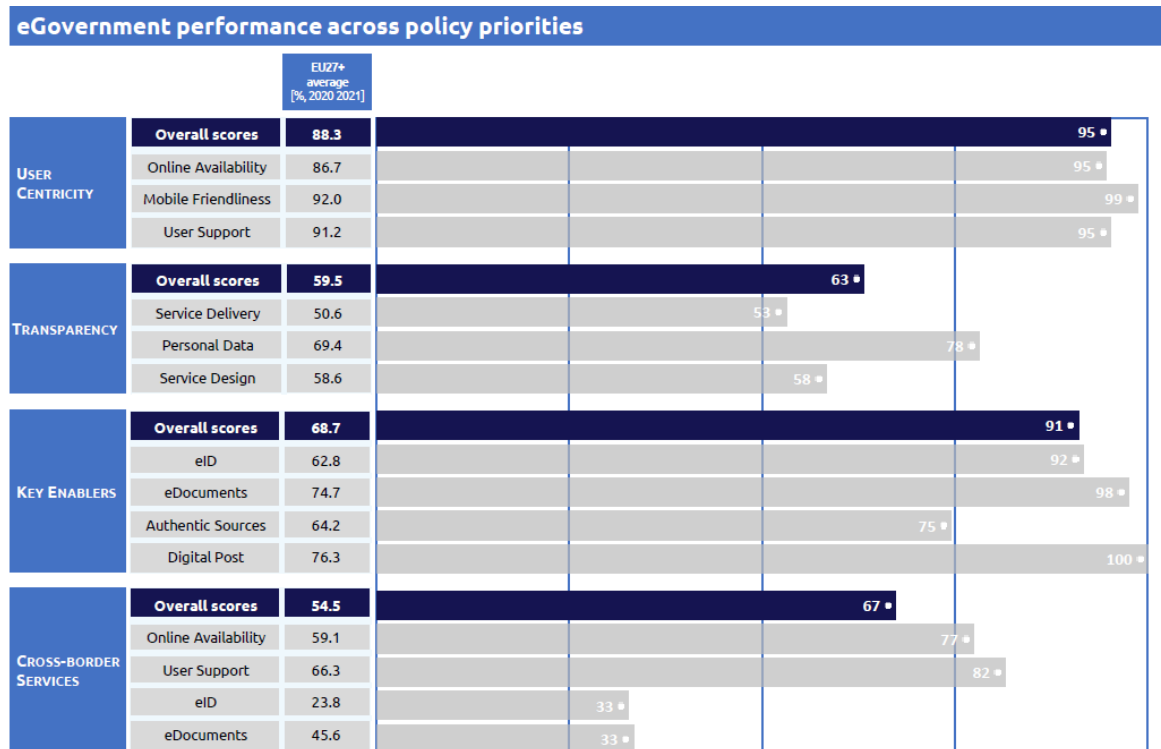 eGovernment performance across policy priorities
EU27+
average
[%, 2020 2021]
USER
CENTRICITY
Overall scores 88.3 95
Online Availability 86.7 95
Mobile Friendliness 92.0 99
User Support 91.2 95
TRANSPARENCY
Overall scores 59.5 63
Service Delivery 50.6 53
Personal Data 69.4 78
Service Design 58.6 58
KEY ENABLERS
Overall scores 68.7 91
eID 62.8 92
eDocuments 74.7 98
Authentic Sources 64.2 75
Digital Post 76.3 100
CROSS-BORDER
SERVICES
Overall scores 54.5 67
Online Availability 59.1 77
User Support 66.3 82
eID 23.8 33
eDocuments 45.6 33